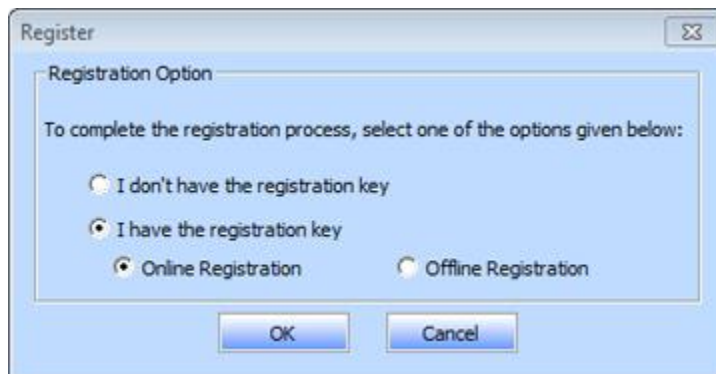 Register
Registration Option
To complete the registration process, select one of the options given below:
I don't have the registration key
I have the registration key
Online Registration Offline Registration
OK Cancel